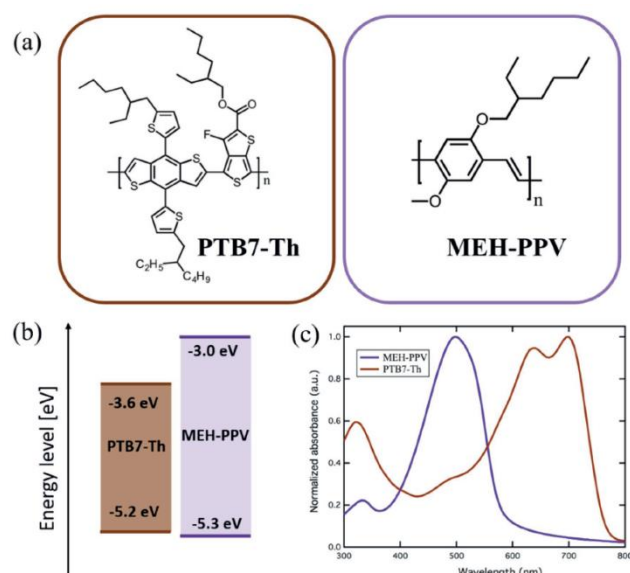 (a)
O
O
F
S
S
S
S
S
S
n
C₂H₅
C₄H₉
PTB7-Th
O
O
n
MEH-PPV
(b)
Energy level [eV]
-3.6 eV
PTB7-Th
-5.2 eV
-3.0 eV
MEH-PPV
-5.3 eV
(c)
Normalized absorbance (a.u.)
1.0
0.8
0.6
0.4
0.2
0.0
MEH-PPV
PTB7-Th
300 400 500 600 700 800
Wavelength (nm)